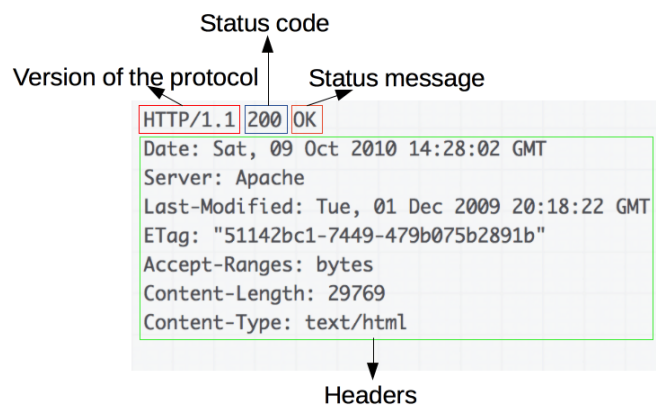 Status code
Version of the protocol Status message
HTTP/1.1 200 OK
Date: Sat, 09 Oct 2010 14:28:02 GMT
Server: Apache
Last-Modified: Tue, 01 Dec 2009 20:18:22 GMT
ETag: "51142bc1-7449-479b075b2891b"
Accept-Ranges: bytes
Content-Length: 29769
Content-Type: text/html
Headers